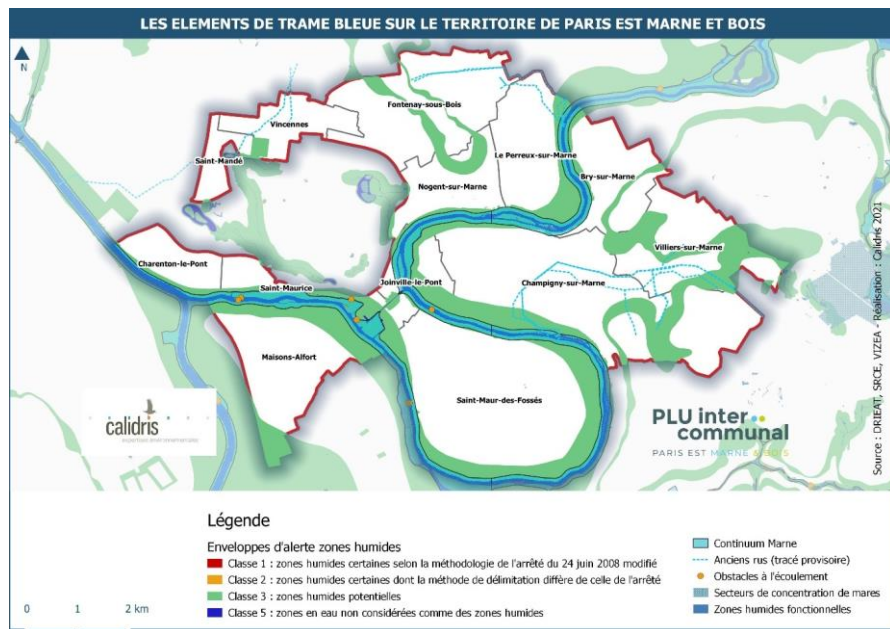 LES ELEMENTS DE TRAME BLEUE SUR LE TERRITOIRE DE PARIS EST MARNE ET BOIS
N
Fontenay-sous-Bois
Vincennes
Saint-Mandé
Le Perreux-sur-Marne
Nogent-sur-Marne
Bry-sur-Marne
Villiers-sur-Marne
Charenton-le-Pont
Saint-Maurice
Joinville-le-Pont
Champigny-sur-Marne
Maisons-Alfort
Saint-Maur-des-Fossés
calidris
expertises environnementales
PLU inter
communal
PARIS EST MARNE & BOIS
Source : DRIEAT, SRCE, VIZEA - Réalisation : Calidris 2021
Légende
Enveloppes d'alerte zones humides
Classe 1 : zones humides certaines selon la méthodologie de l'arrêté du 24 juin 2008 modifié
Classe 2 : zones humides certaines dont la méthode de délimitation diffère de celle de l'arrêté
Classe 3 : zones humides potentielles
Classe 5 : zones en eau non considérées comme des zones humides
Continuum Marne
Anciens rus (tracé provisoire)
Obstacles à l'écoulement
Secteurs de concentration de mares
Zones humides fonctionnelles
0 1 2 km